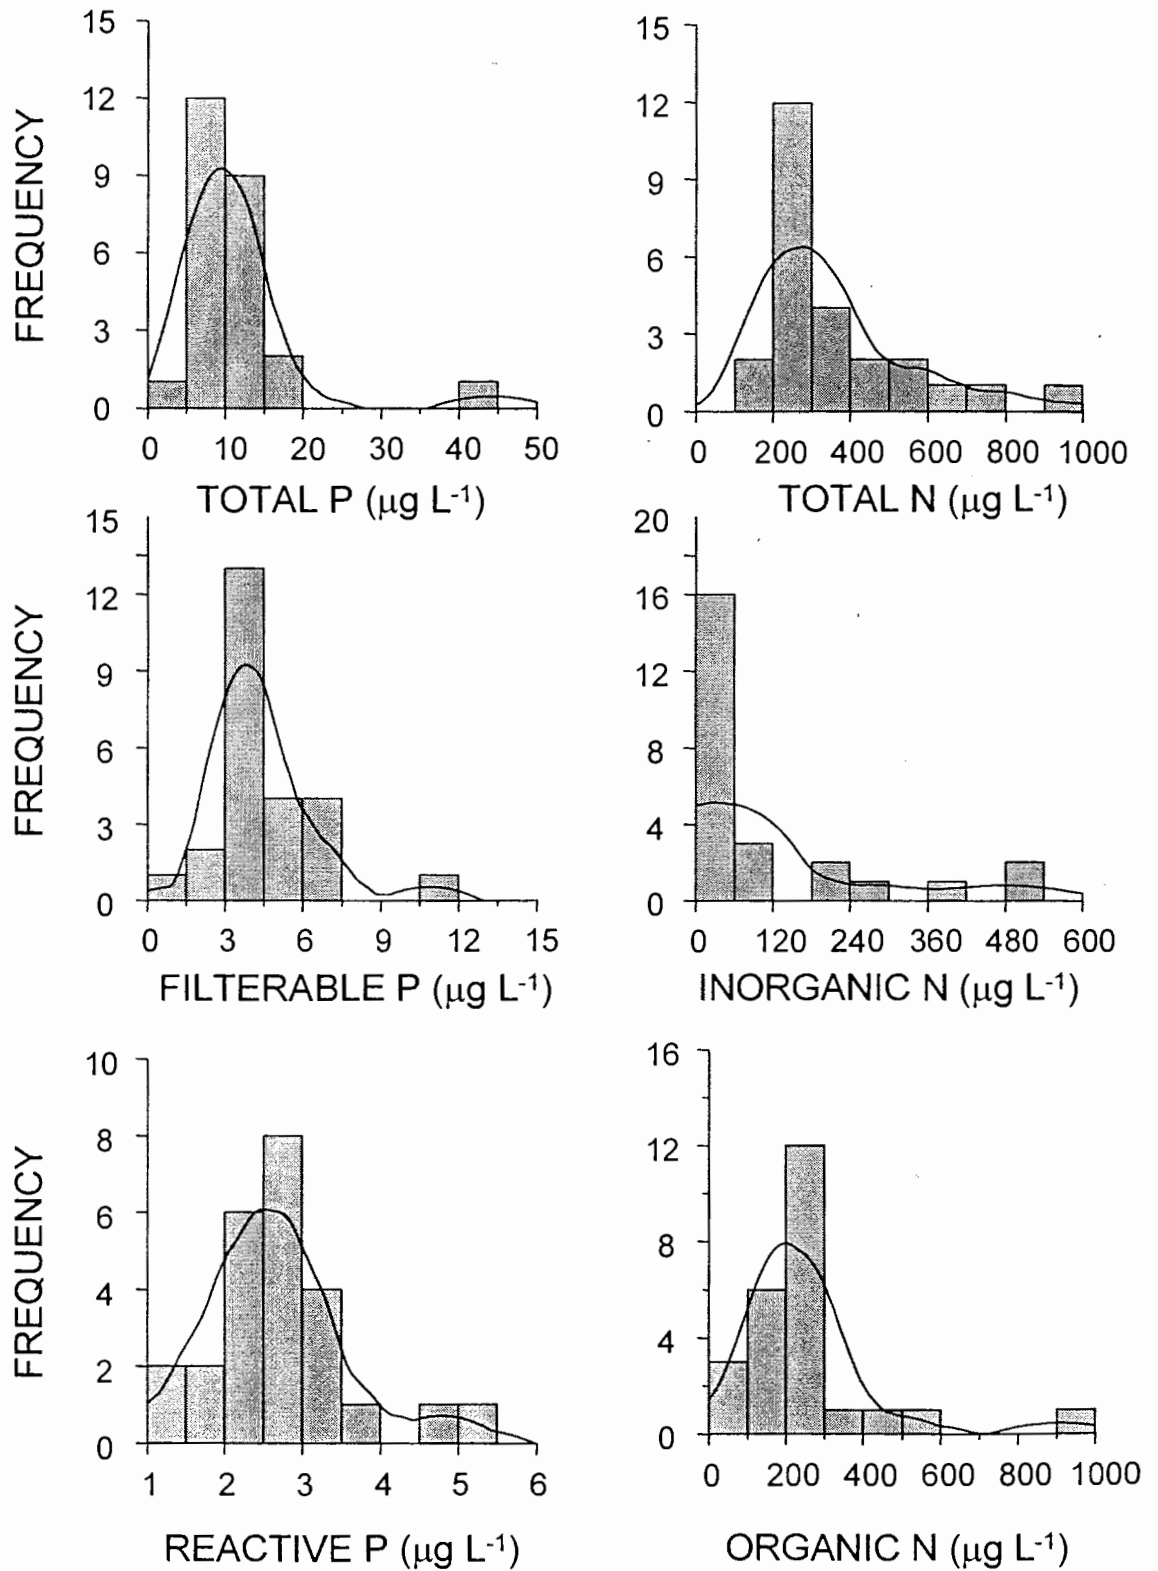 15
12
9
6
3
0
FREQUENCY
0 10 20 30 40 50
TOTAL P (μg L-1)
15
12
9
6
3
0
0 200 400 600 800 1000
TOTAL N (μg L-1)
15
12
9
6
3
0
FREQUENCY
0 3 6 9 12 15
FILTERABLE P (μg L-1)
20
16
12
8
4
0
0 120 240 360 480 600
INORGANIC N (μg L-1)
10
8
6
4
2
0
FREQUENCY
1 2 3 4 5 6
REACTIVE P (μg L-1)
16
12
8
4
0
0 200 400 600 800 1000
ORGANIC N (μg L-1)